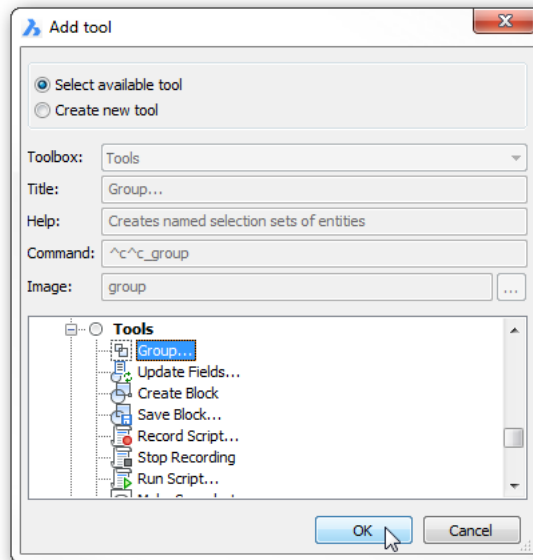 Add tool
Select available tool
Create new tool
Toolbox: Tools
Title: Group...
Help: Creates named selection sets of entities
Command: ^c^c_group
Image: group ...
Tools
Group...
Update Fields...
Create Block
Save Block...
Record Script...
Stop Recording
Run Script...
OK Cancel